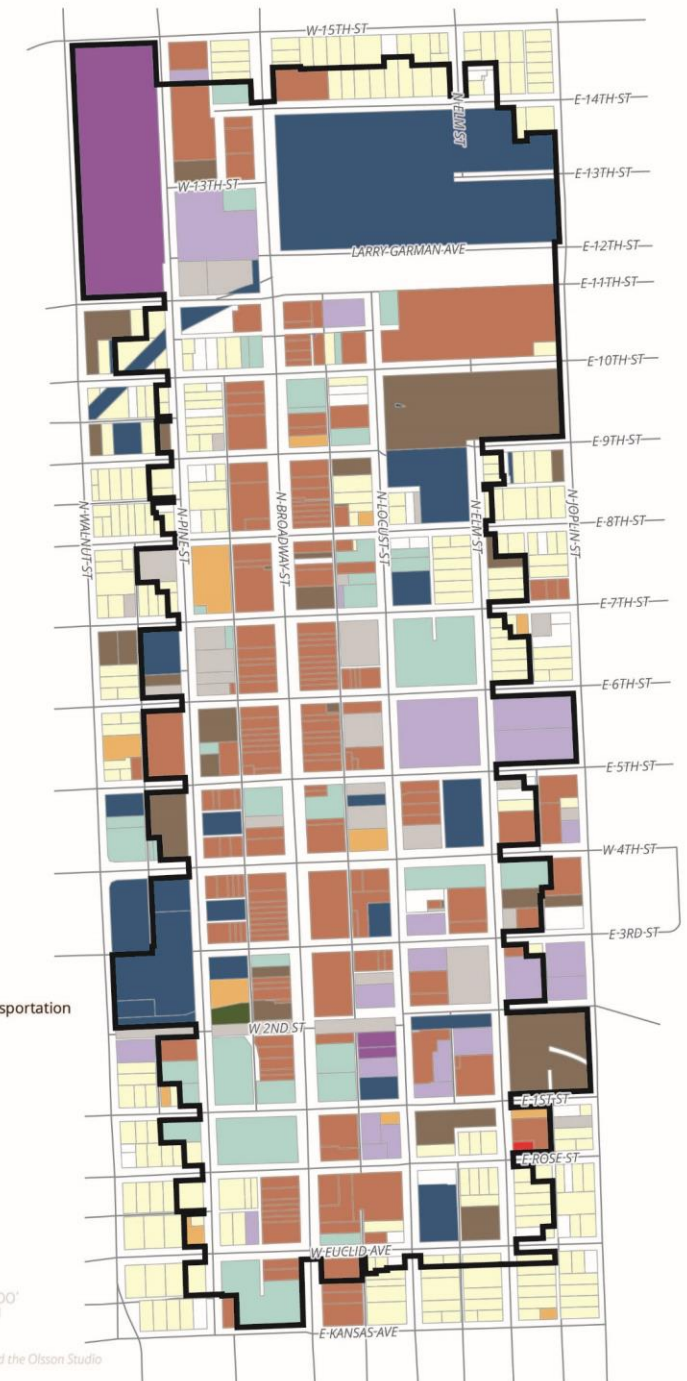 W 15TH ST
E 14TH ST
N ELM ST
E 13TH ST
W 13TH ST
E 12TH ST
LARRY GARMAN AVE
E 11TH ST
E 10TH ST
E 9TH ST
N WALNUT ST
N PINE ST
N BROADWAY ST
N LOCUST ST
N ELM ST
N JOPLIN ST
E 8TH ST
E 7TH ST
E 6TH ST
E 5TH ST
W 4TH ST
E 3RD ST
sportation
W 2ND ST
E 1ST ST
E ROSE ST
W EUCLID AVE
00'
E KANSAS AVE
d the Olsson Studio